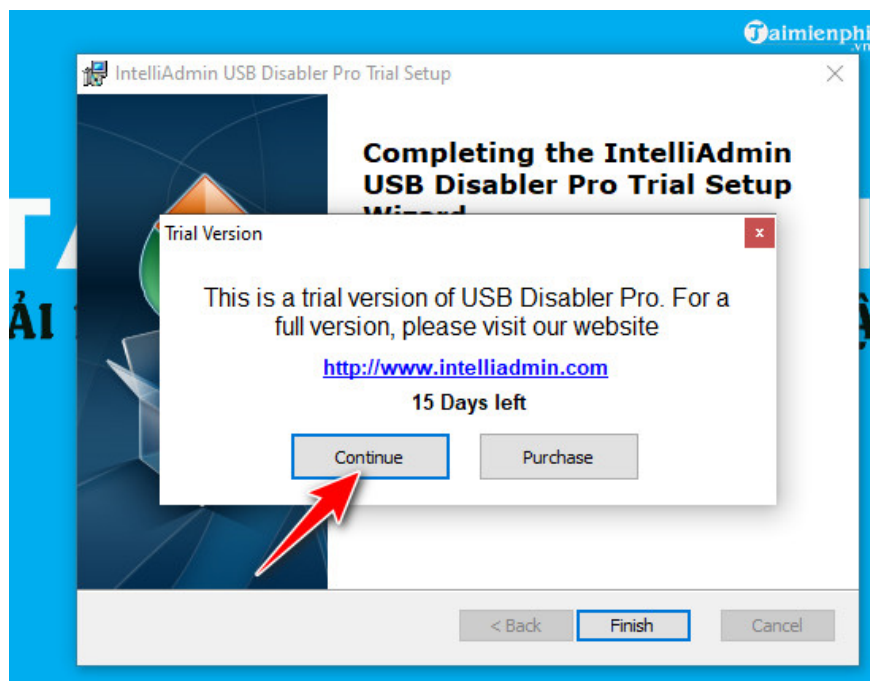 Taimienphi
.vn
IntelliAdmin USB Disabler Pro Trial Setup
Completing the IntelliAdmin
USB Disabler Pro Trial Setup
Wizard
Trial Version
This is a trial version of USB Disabler Pro. For a
full version, please visit our website
http://www.intelliadmin.com
15 Days left
Continue
Purchase
< Back
Finish
Cancel